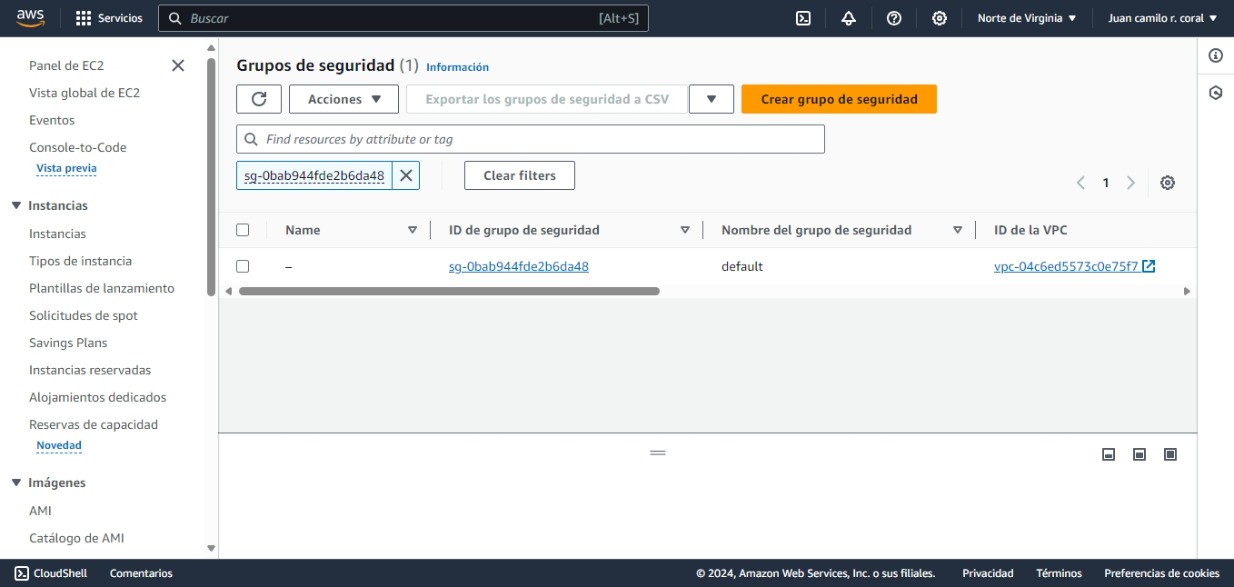 aws
Servicios
Buscar
[Alt+S]
Norte de Virginia
Juan camilo r. coral
Panel de EC2
Vista global de EC2
Eventos
Console-to-Code
Vista previa
Instancias
Instancias
Tipos de instancia
Plantillas de lanzamiento
Solicitudes de spot
Savings Plans
Instancias reservadas
Alojamientos dedicados
Reservas de capacidad
Novedad
Imágenes
AMI
Catálogo de AMI
Grupos de seguridad (1) Información
Acciones
Exportar los grupos de seguridad a CSV
Crear grupo de seguridad
Find resources by attribute or tag
sg-0bab944fde2b6da48
Clear filters
1
Name ID de grupo de seguridad Nombre del grupo de seguridad ID de la VPC
– sg-0bab944fde2b6da48 default vpc-04c6ed5573c0e75f7
CloudShell Comentarios © 2024, Amazon Web Services, Inc. o sus filiales. Privacidad Términos Preferencias de cookies